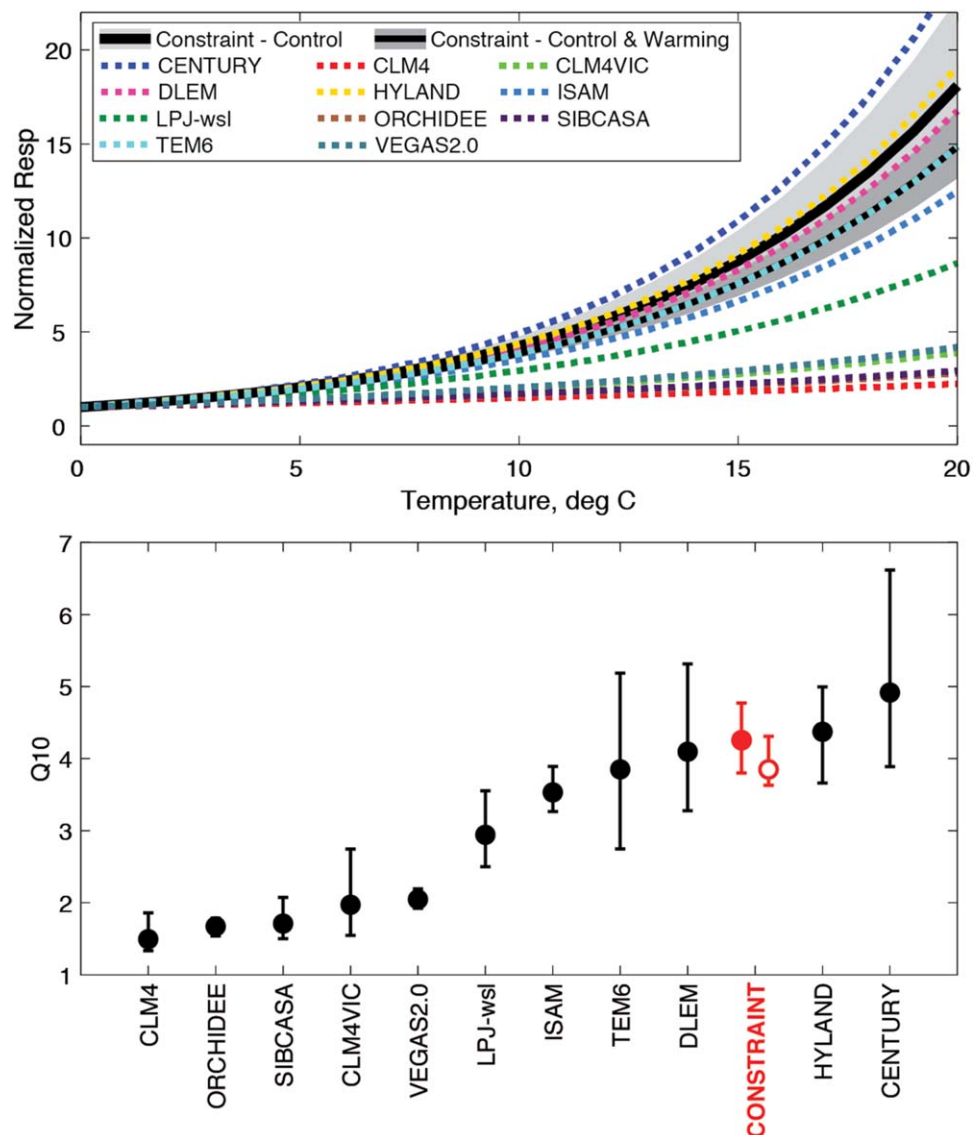 Normalized Resp
20
15
10
5
0
Constraint - Control Constraint - Control & Warming
CENTURY CLM4 CLM4VIC
DLEM HYLAND ISAM
LPJ-wsl ORCHIDEE SIBCASA
TEM6 VEGAS2.0
0 5 10 15 20
Temperature, deg C
Q10
7
6
5
4
3
2
1
CLM4
ORCHIDEE
SIBCASA
CLM4VIC
VEGAS2.0
LPJ-wsl
ISAM
TEM6
DLEM
CONSTRAINT
HYLAND
CENTURY